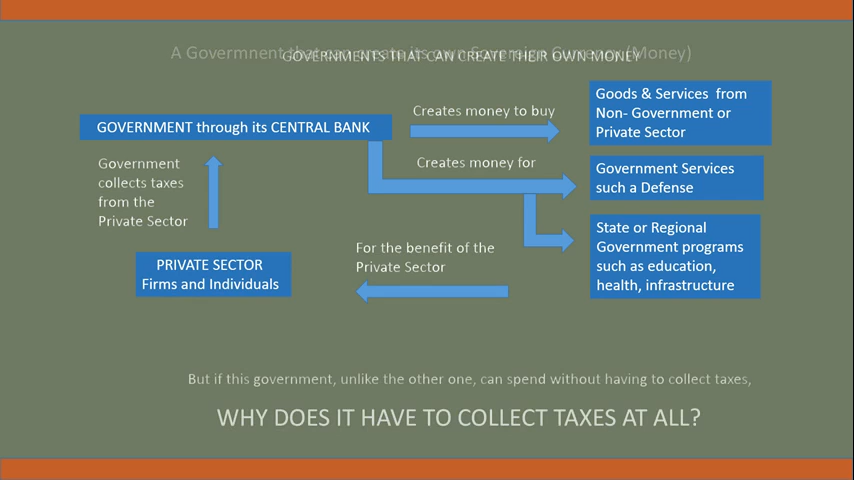 A Government that can create its own Sovereign Currency (Money)
GOVERNMENTS THAT CAN CREATE THEIR OWN MONEY
GOVERNMENT through its CENTRAL BANK
Creates money to buy
Goods & Services from
Non- Government or
Private Sector
Creates money for
Government Services
such a Defense
Government
collects taxes
from the
Private Sector
State or Regional
Government programs
such as education,
health, infrastructure
For the benefit of the
Private Sector
PRIVATE SECTOR
Firms and Individuals
But if this government, unlike the other one, can spend without having to collect taxes,
WHY DOES IT HAVE TO COLLECT TAXES AT ALL?